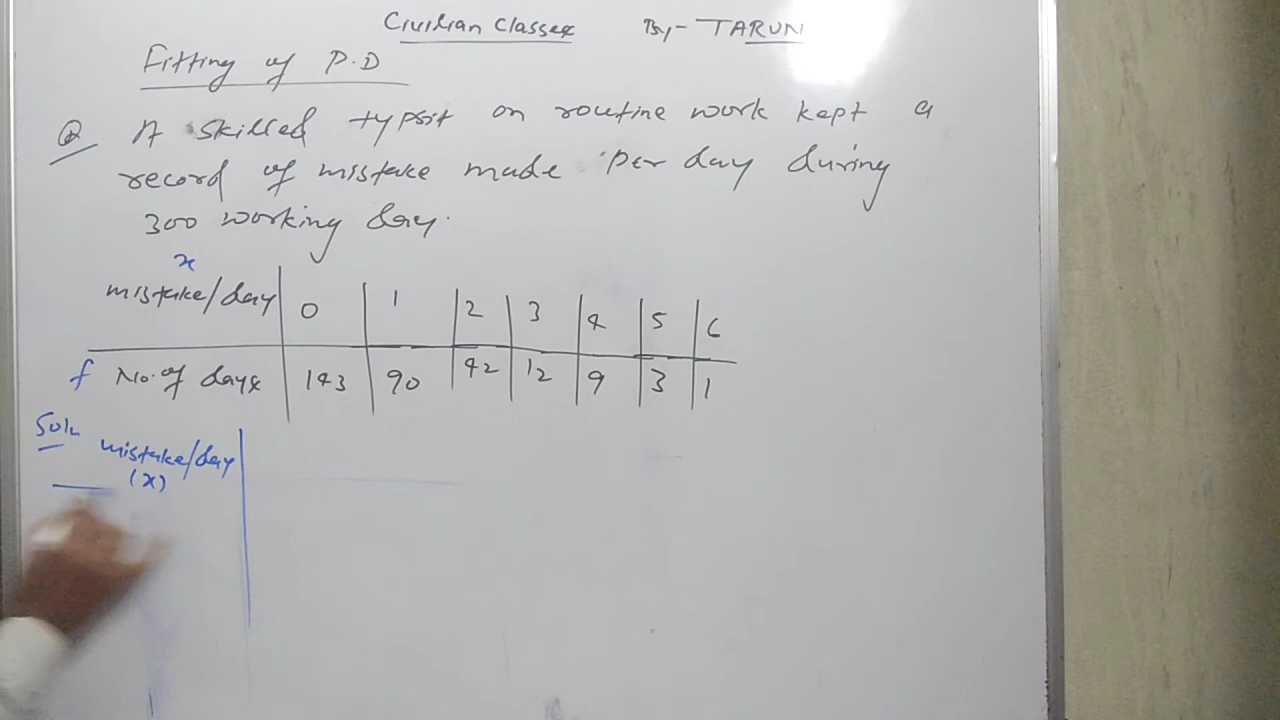 Civilian Classes By:- TARUN
Fitting of P.D
Q A skilled typsit on routine work kept a
record of mistake made per day during
300 working day.
x
mistake/day 0 1 2 3 4 5 6
f No. of days 143 90 42 12 9 3 1
Soln mistake/day
(x)